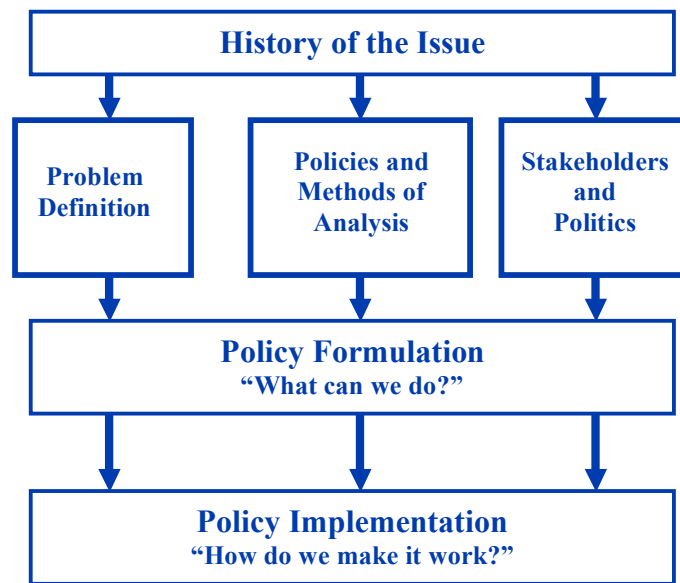 History of the Issue
Problem
Definition
Policies and
Methods of
Analysis
Stakeholders
and
Politics
Policy Formulation
“What can we do?”
Policy Implementation
“How do we make it work?”